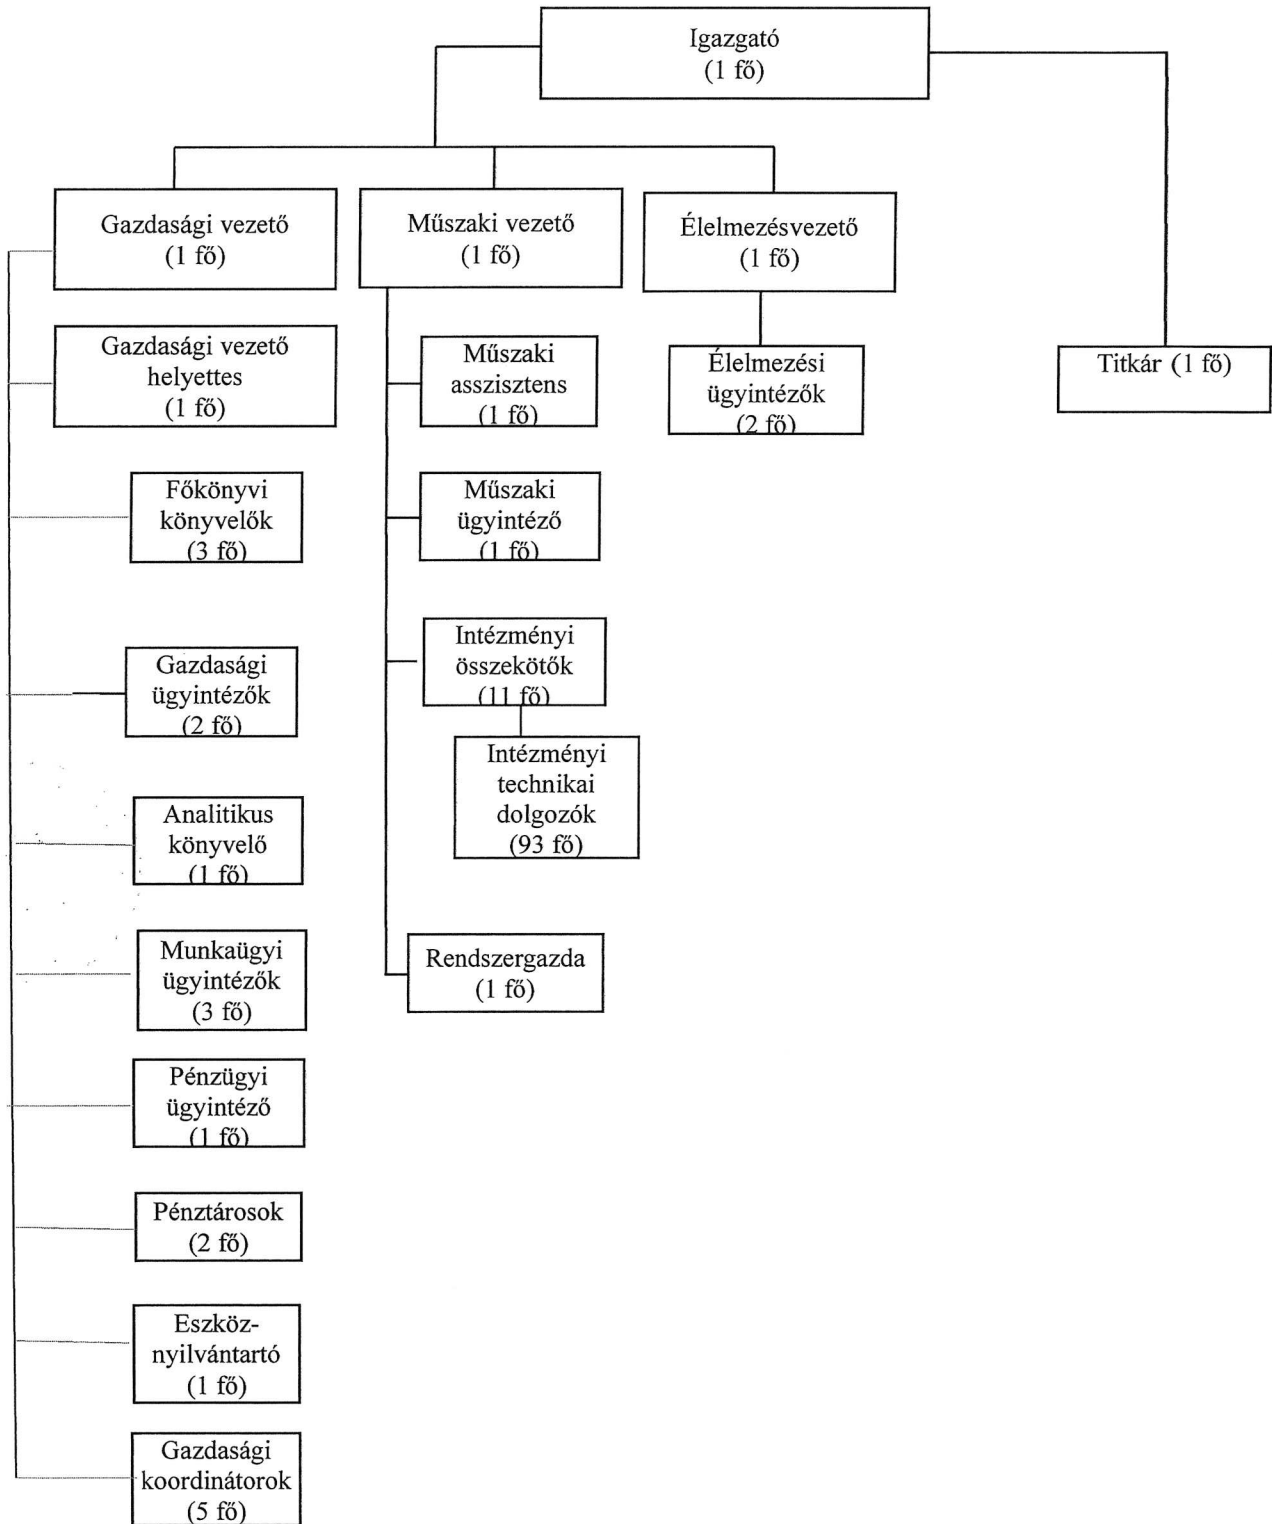 Igazgató
(1 fő)
Gazdasági vezető
(1 fő)
Műszaki vezető
(1 fő)
Élelmezésvezető
(1 fő)
Gazdasági vezető
helyettes
(1 fő)
Műszaki
asszisztens
(1 fő)
Élelmezési
ügyintézők
(2 fő)
Titkár (1 fő)
Főkönyvi
könyvelők
(3 fő)
Műszaki
ügyintéző
(1 fő)
Gazdasági
ügyintézők
(2 fő)
Intézményi
összekötők
(11 fő)
Intézményi
technikai
dolgozók
(93 fő)
Analitikus
könyvelő
(1 fő)
Munkaügyi
ügyintézők
(3 fő)
Rendszergazda
(1 fő)
Pénzügyi
ügyintéző
(1 fő)
Pénztárosok
(2 fő)
Eszköz-
nyilvántartó
(1 fő)
Gazdasági
koordinátorok
(5 fő)